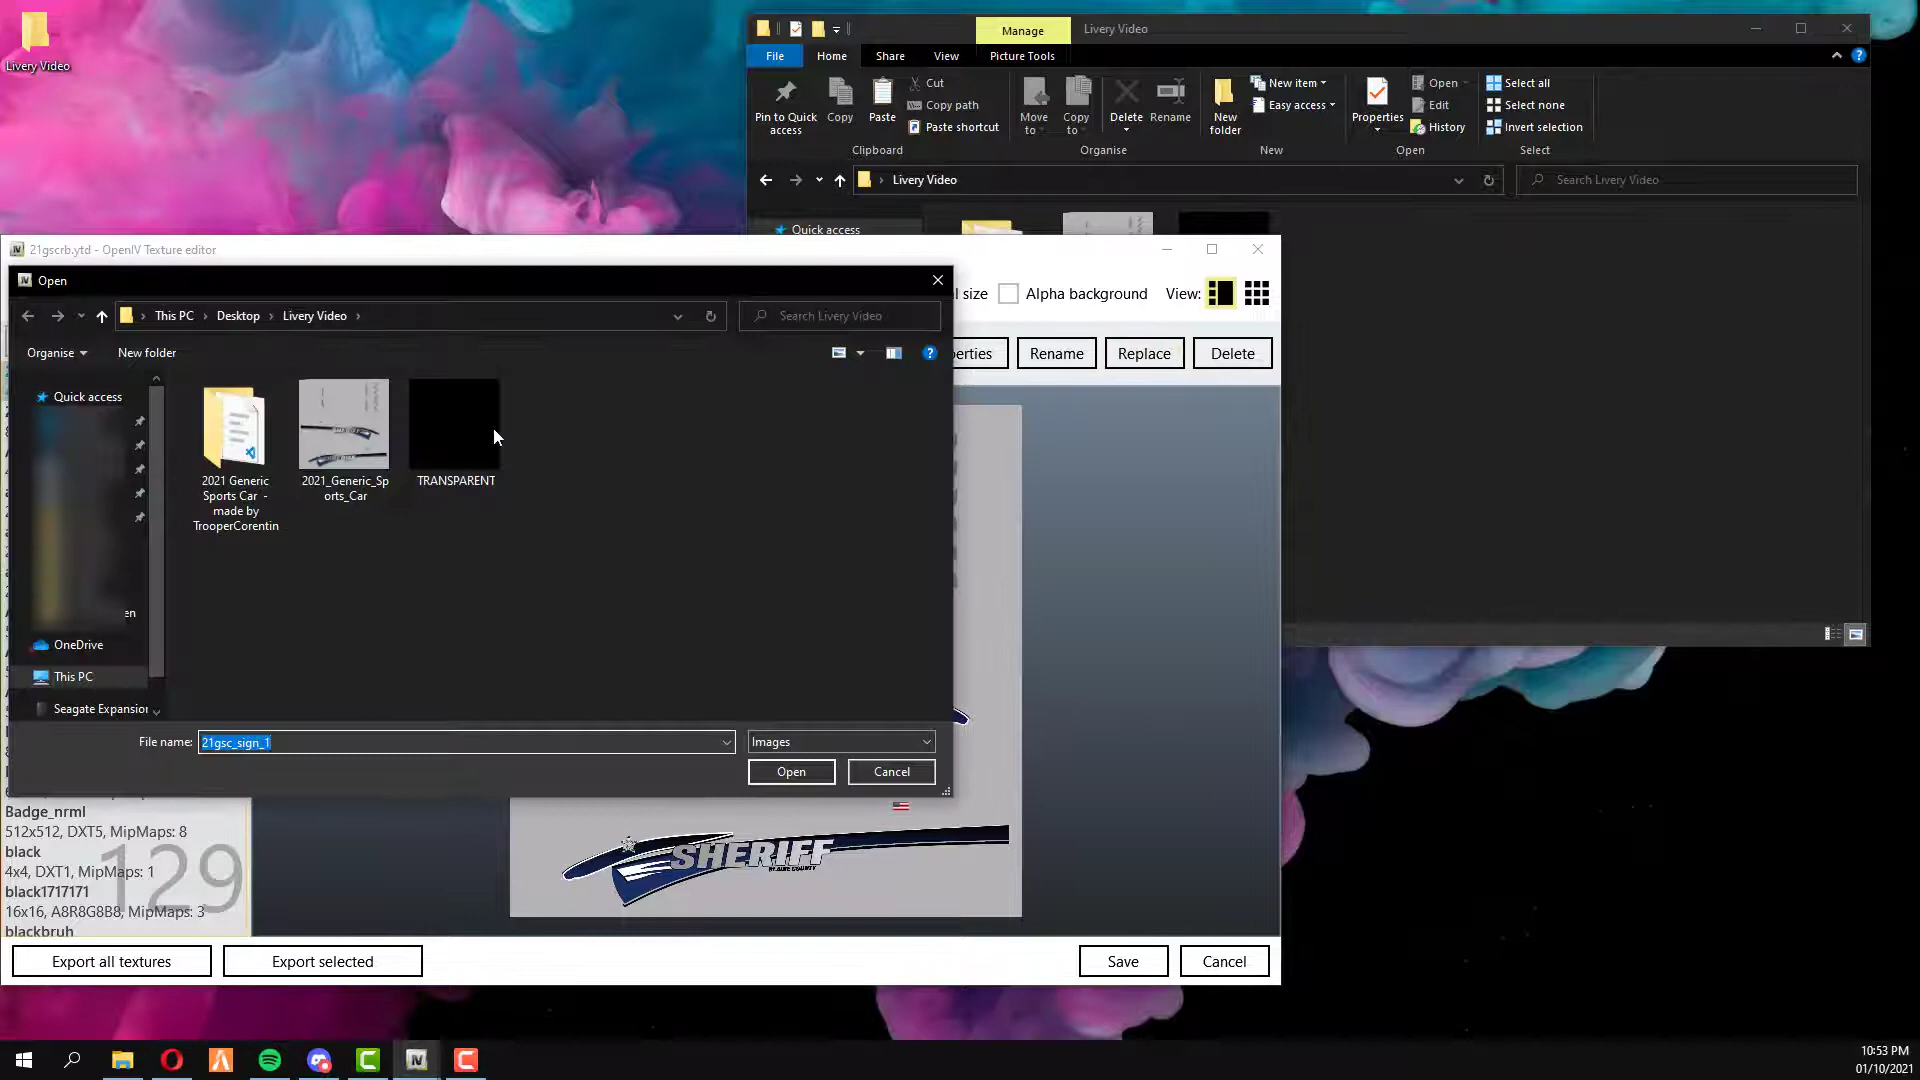 Livery Video
Manage
Livery Video
File
Home
Share
View
Picture Tools
Pin to Quick
access
Copy
Paste
Cut
Copy path
Paste shortcut
Move
to
Copy
to
Delete
Rename
New
folder
New item
Easy access
Properties
Open
Edit
History
Select all
Select none
Invert selection
Clipboard
Organise
New
Open
Select
Livery Video
Search Livery Video
Quick access
21gscrb.ytd - OpenIV Texture editor
Open
l size
Alpha background
View:
This PC
Desktop
Livery Video
Search Livery Video
Organise
New folder
erties
Rename
Replace
Delete
Quick access
2021 Generic
Sports Car -
made by
TrooperCorentin
2021_Generic_Sp
orts_Car
TRANSPARENT
en
OneDrive
This PC
Seagate Expansion
File name:
21gsc_sign_1
Images
Open
Cancel
Badge_nrml
512x512, DXT5, MipMaps: 8
black
4x4, DXT1, MipMaps: 1
black1717171
16x16, A8R8G8B8, MipMaps: 3
blackbruh
129
SHERIFF
BLAINE COUNTY
Export all textures
Export selected
Save
Cancel
10:53 PM
01/10/2021